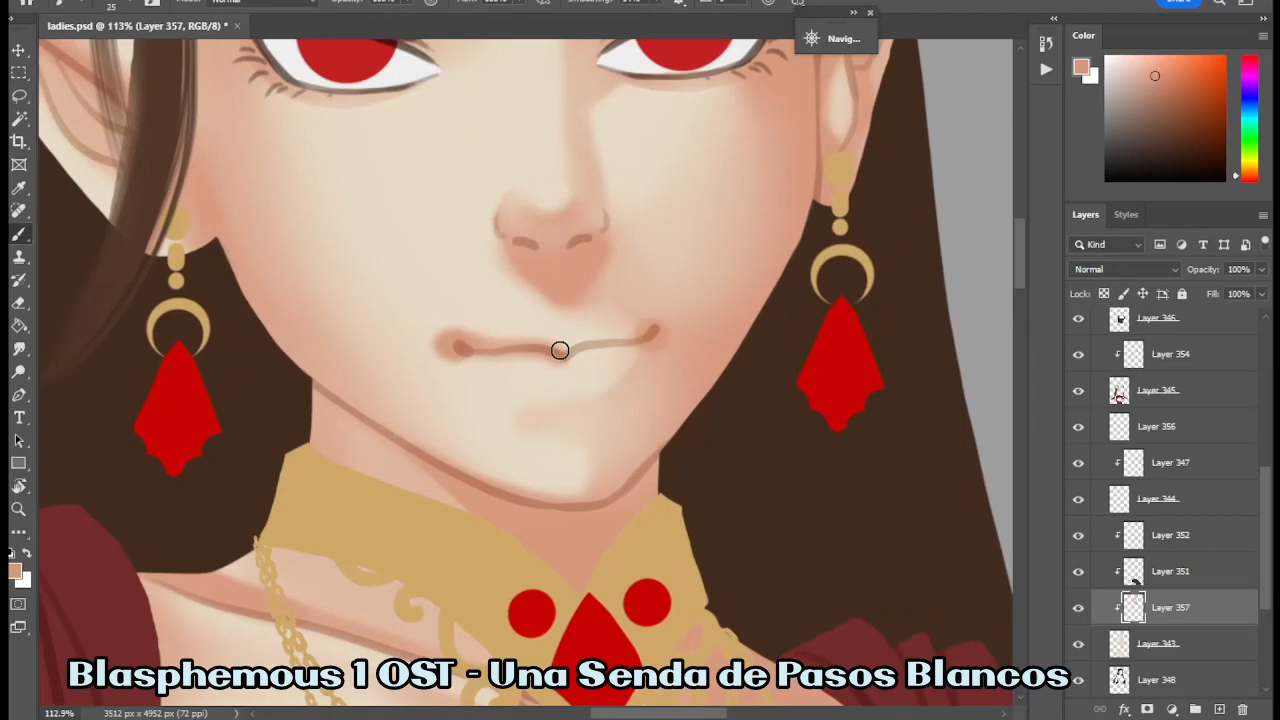 25
ladies.psd @ 113% (Layer 357, RGB/8) *
Navig...
Color
Layers
Styles
Kind
Normal
Opacity: 100%
Lock:
Fill: 100%
Layer 346
Layer 354
Layer 345
Layer 356
Layer 347
Layer 344
Layer 352
Layer 351
Layer 357
Layer 343
Layer 348
Blasphemous 1 OST - Una Senda de Pasos Blancos
112.9%
3512 px x 4952 px (72 ppi)